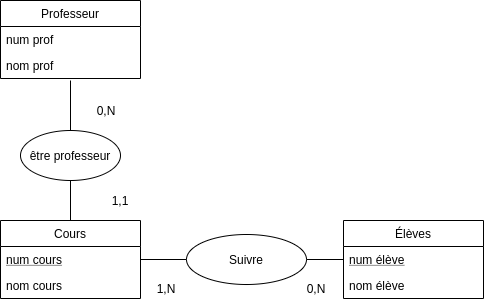 Professeur
num prof
nom prof
0,N
être professeur
1,1
Cours
num cours
nom cours
1,N
Suivre
0,N
Élèves
num élève
nom élève